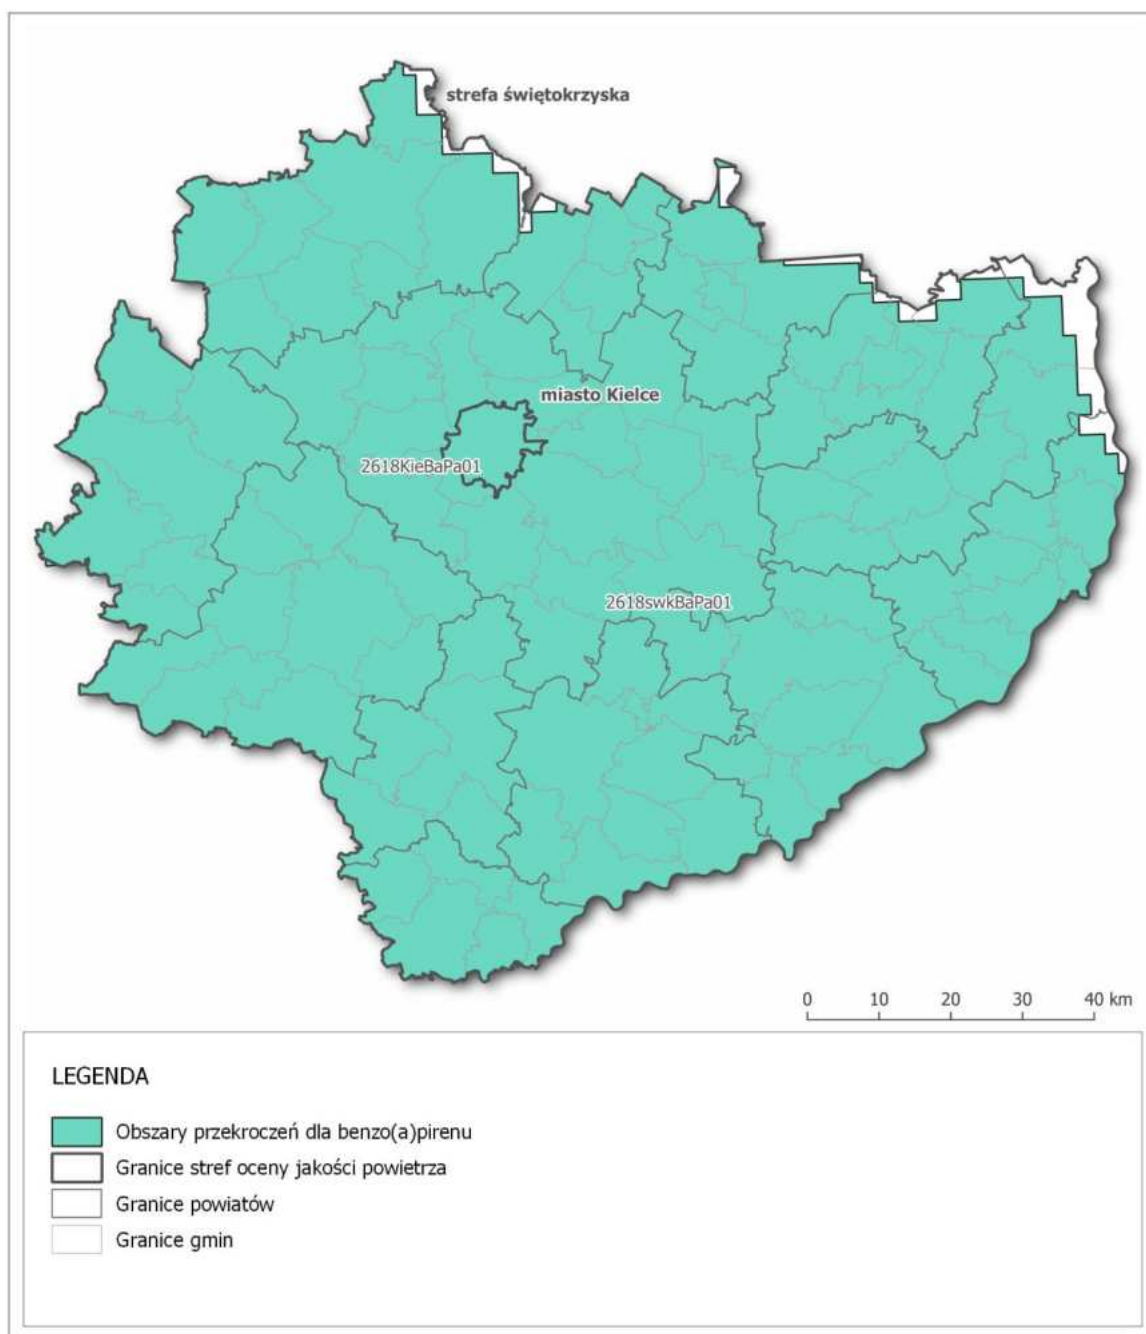 strefa świętokrzyska
miasto Kielce
2618KieBaPa01
2618swkBaPa01
0 10 20 30 40 km
LEGENDA
Obszary przekroczeń dla benzo(a)pirenu
Granice stref oceny jakości powietrza
Granice powiatów
Granice gmin